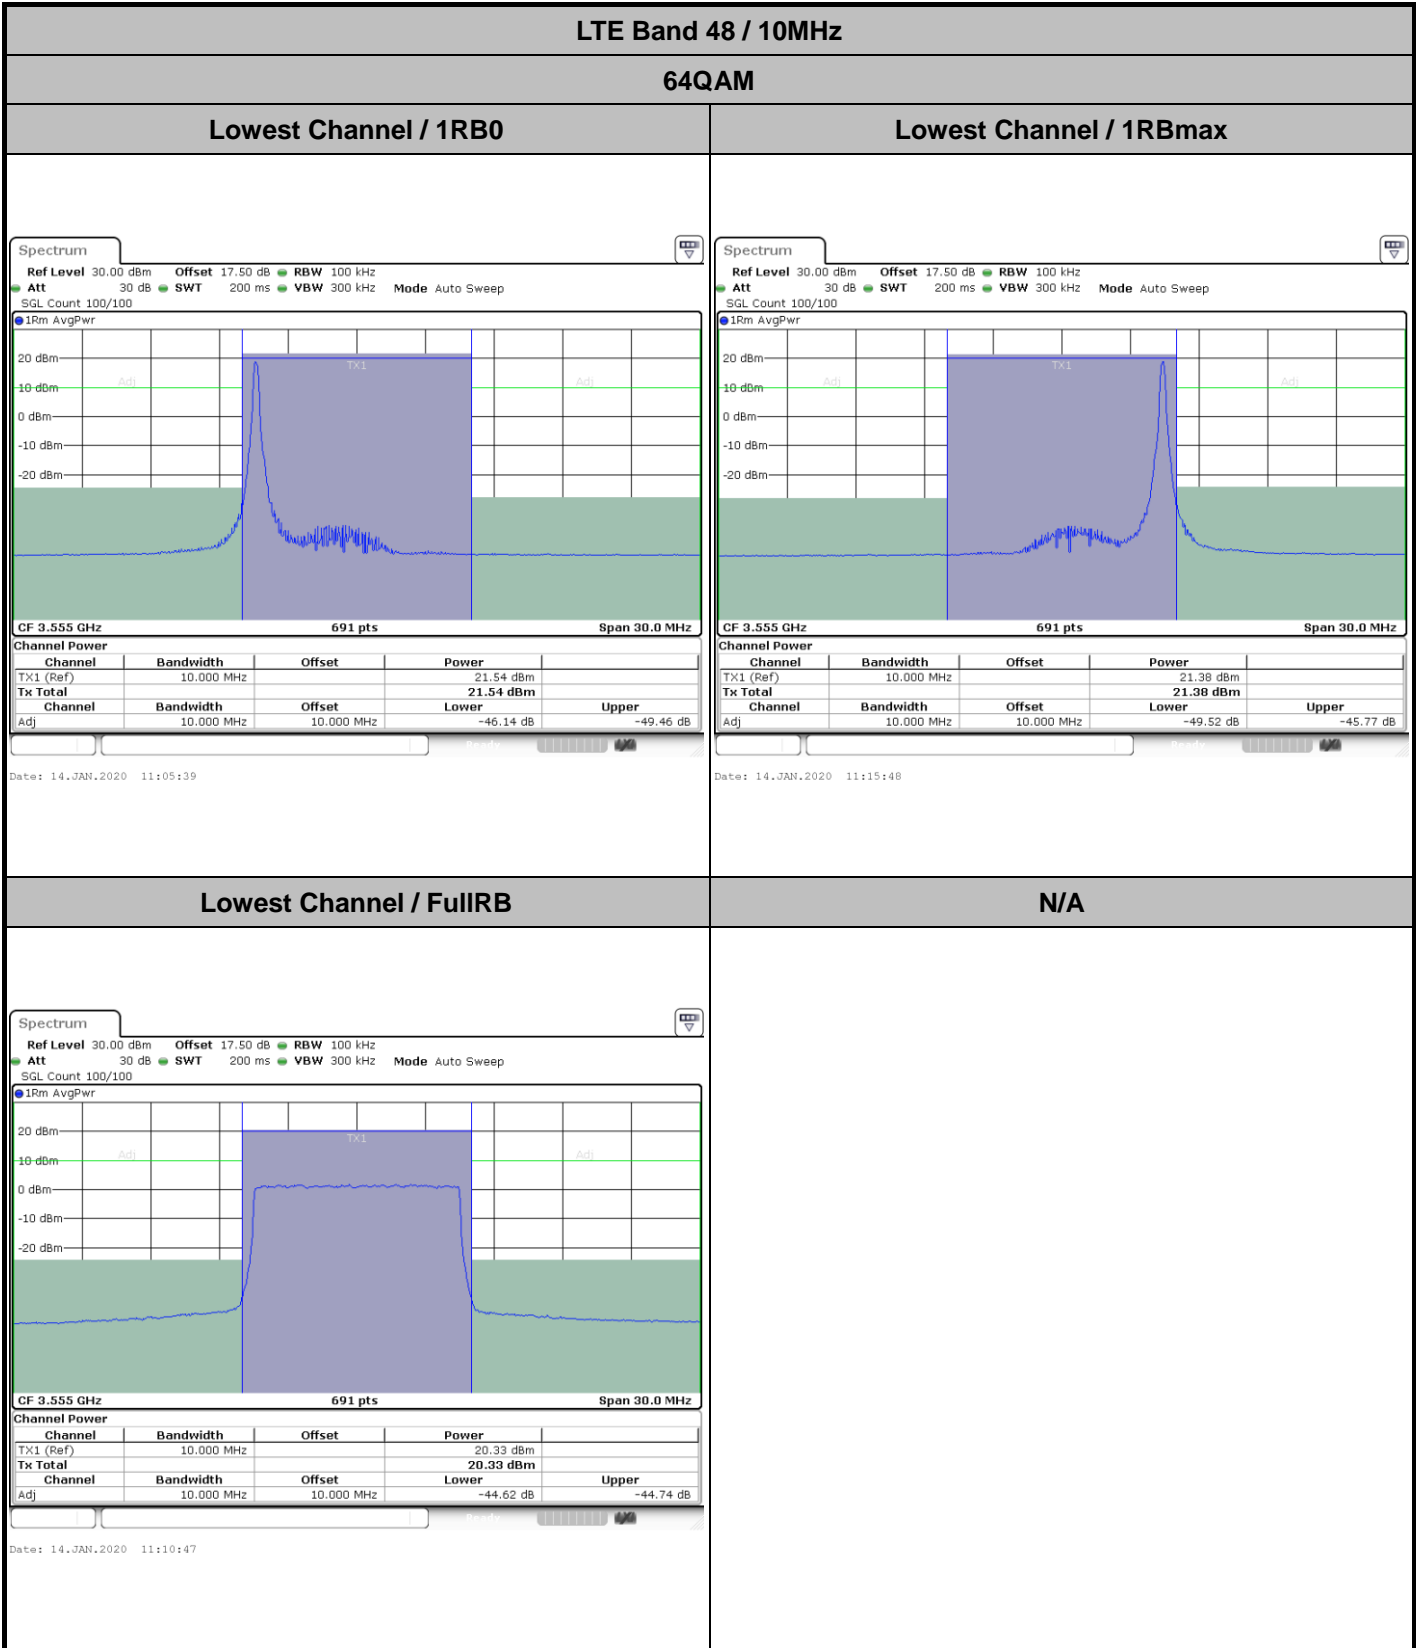 LTE Band 48 / 10MHz
64QAM
Lowest Channel / 1RB0
Lowest Channel / 1RBmax
Spectrum
Ref Level 30.00 dBm Offset 17.50 dB RBW 100 kHz
Att 30 dB SWT 200 ms VBW 300 kHz Mode Auto Sweep
SGL Count 100/100
1Rm AvgPwr
20 dBm
TX1
Adj
Adj
10 dBm
0 dBm
-10 dBm
-20 dBm
CF 3.555 GHz 691 pts Span 30.0 MHz
Channel Power
Channel Bandwidth Offset Power
TX1 (Ref) 10.000 MHz 21.54 dBm
Tx Total 21.54 dBm
Channel Bandwidth Offset Lower Upper
Adj 10.000 MHz 10.000 MHz -46.14 dB -49.46 dB
Ready
Date: 14.JAN.2020 11:05:39
Spectrum
Ref Level 30.00 dBm Offset 17.50 dB RBW 100 kHz
Att 30 dB SWT 200 ms VBW 300 kHz Mode Auto Sweep
SGL Count 100/100
1Rm AvgPwr
20 dBm
TX1
Adj
Adj
10 dBm
0 dBm
-10 dBm
-20 dBm
CF 3.555 GHz 691 pts Span 30.0 MHz
Channel Power
Channel Bandwidth Offset Power
TX1 (Ref) 10.000 MHz 21.38 dBm
Tx Total 21.38 dBm
Channel Bandwidth Offset Lower Upper
Adj 10.000 MHz 10.000 MHz -49.52 dB -45.77 dB
Ready
Date: 14.JAN.2020 11:15:48
Lowest Channel / FullRB
N/A
Spectrum
Ref Level 30.00 dBm Offset 17.50 dB RBW 100 kHz
Att 30 dB SWT 200 ms VBW 300 kHz Mode Auto Sweep
SGL Count 100/100
1Rm AvgPwr
20 dBm
TX1
Adj
Adj
10 dBm
0 dBm
-10 dBm
-20 dBm
CF 3.555 GHz 691 pts Span 30.0 MHz
Channel Power
Channel Bandwidth Offset Power
TX1 (Ref) 10.000 MHz 20.33 dBm
Tx Total 20.33 dBm
Channel Bandwidth Offset Lower Upper
Adj 10.000 MHz 10.000 MHz -44.62 dB -44.74 dB
Ready
Date: 14.JAN.2020 11:10:47